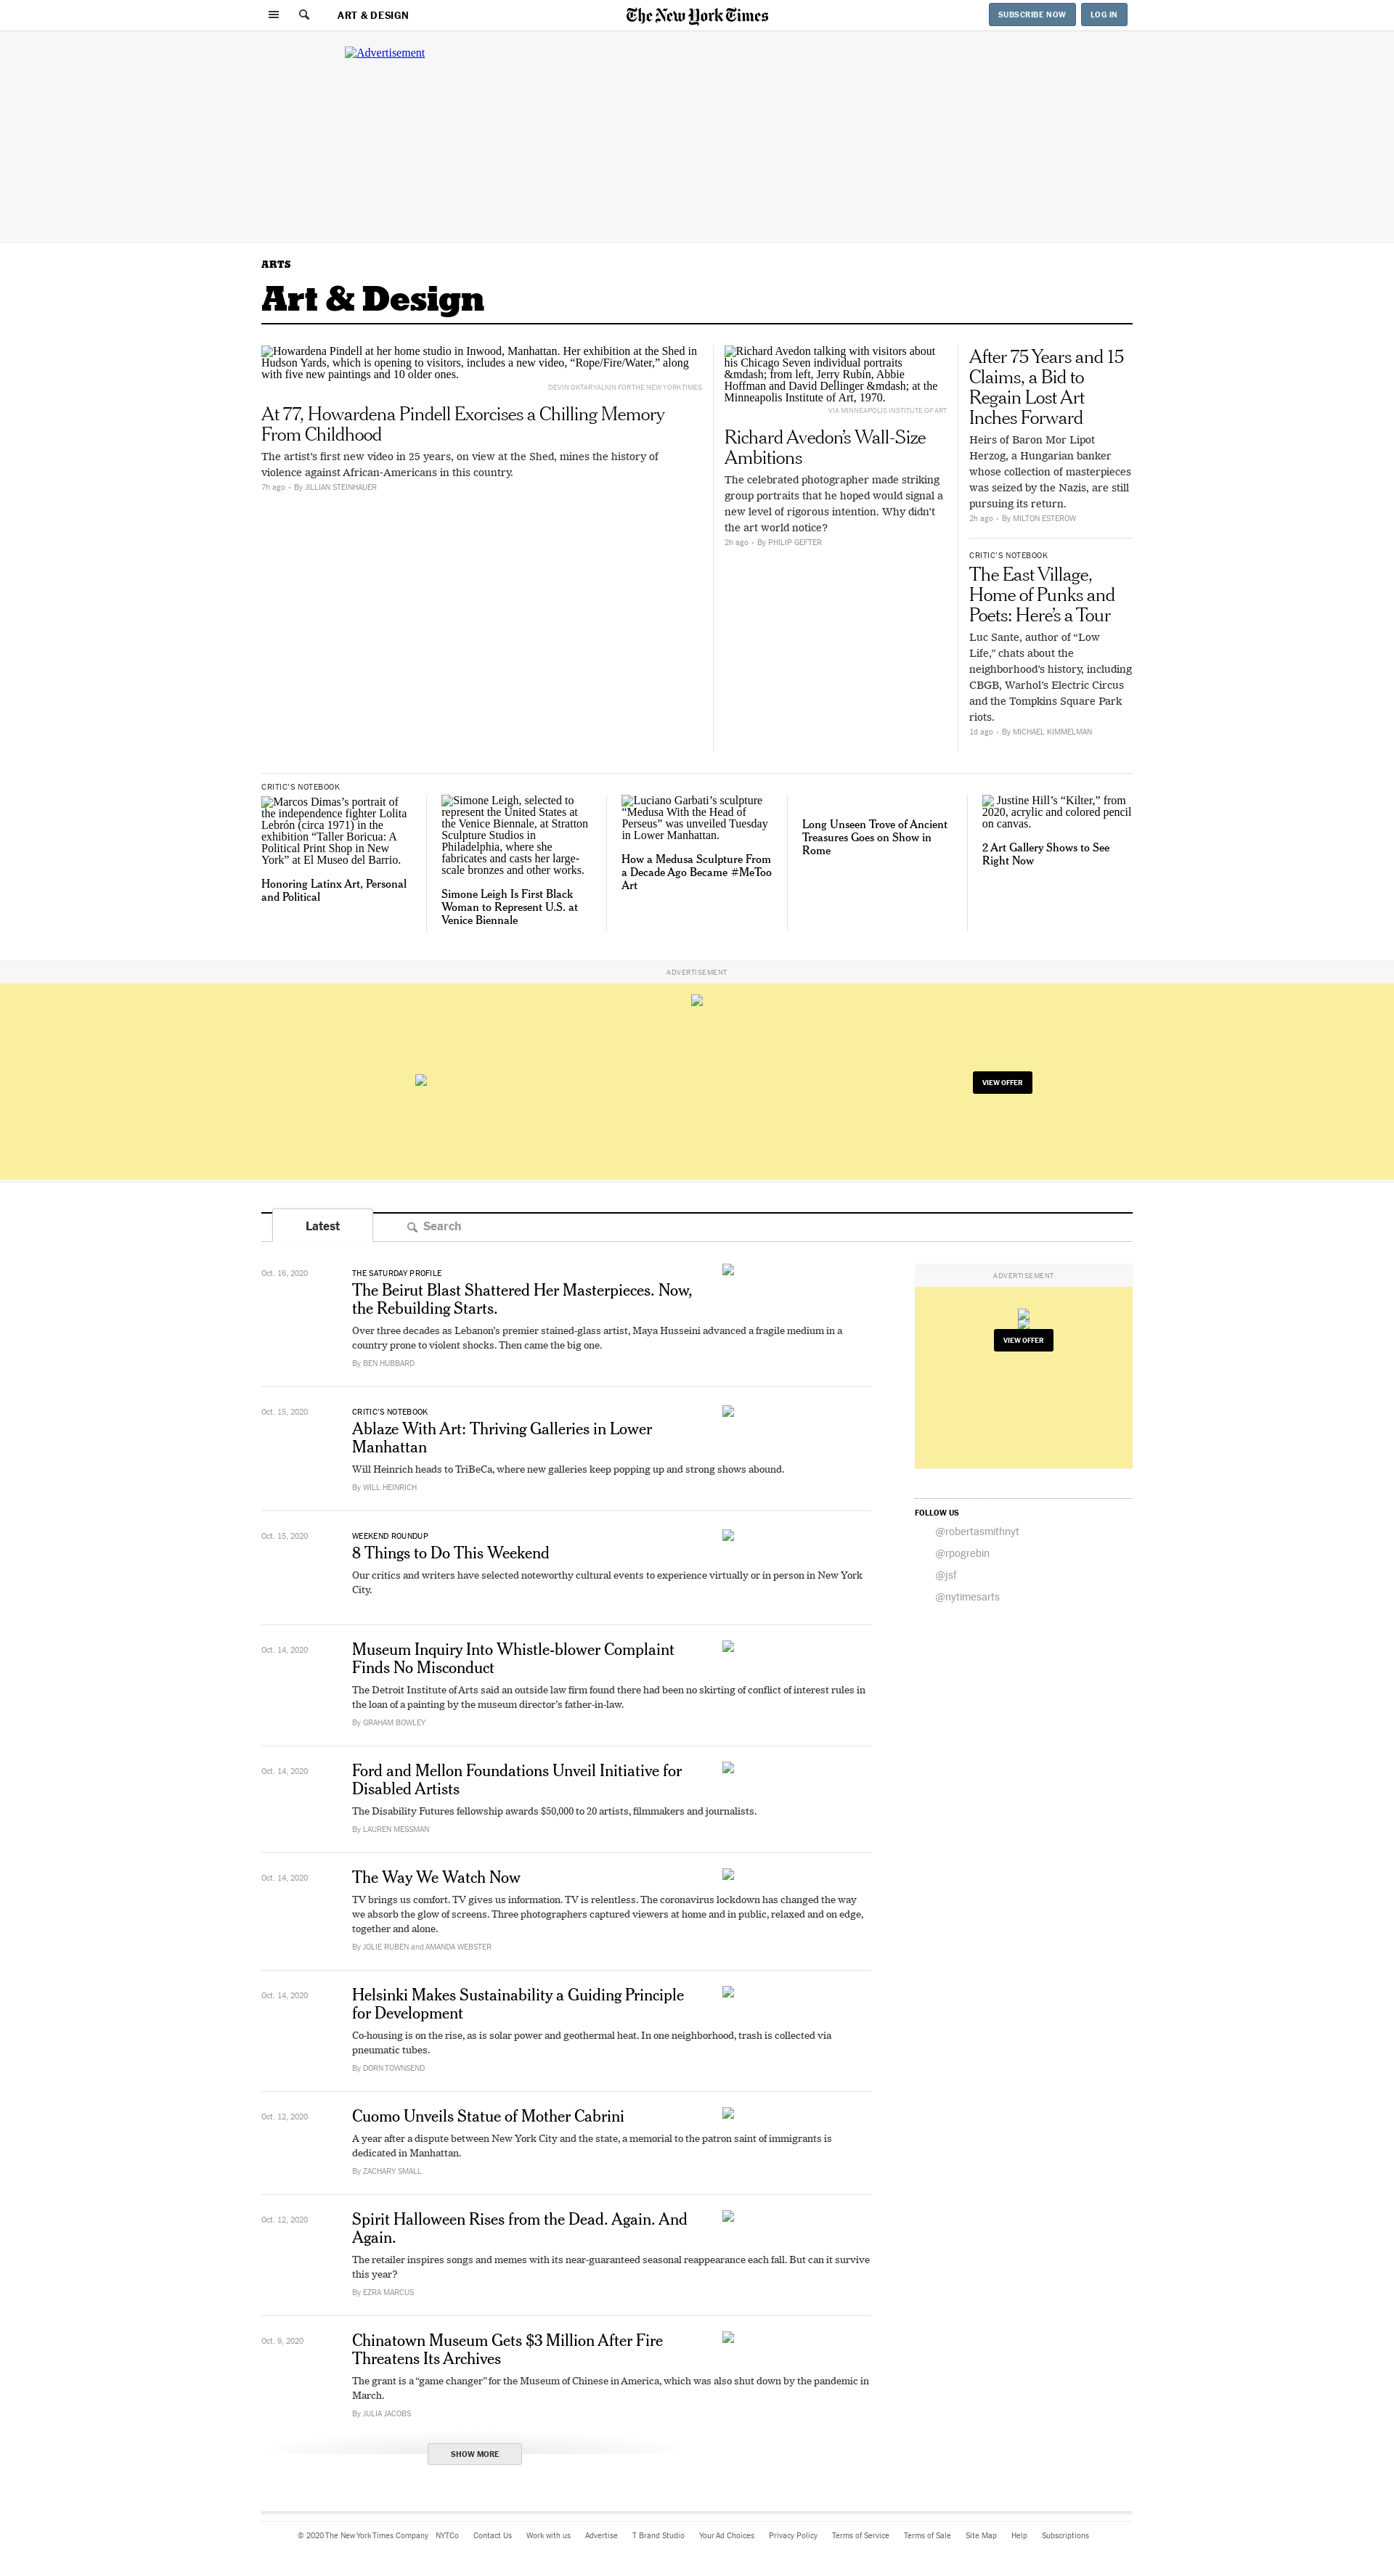 ART & DESIGN
The New York Times
SUBSCRIBE NOW
LOG IN
Advertisement
ARTS
Art & Design
Howardena Pindell at her home studio in Inwood, Manhattan. Her exhibition at the Shed in
Hudson Yards, which is opening to visitors, includes a new video, “Rope/Fire/Water,” along
with five new paintings and 10 older ones.
DEVIN OKTAR YALKIN FOR THE NEW YORK TIMES
At 77, Howardena Pindell Exorcises a Chilling Memory
From Childhood
The artist’s first new video in 25 years, on view at the Shed, mines the history of
violence against African-Americans in this country.
7h ago • By JILLIAN STEINHAUER
Richard Avedon talking with visitors about
his Chicago Seven individual portraits
&mdash; from left, Jerry Rubin, Abbie
Hoffman and David Dellinger &mdash; at the
Minneapolis Institute of Art, 1970.
VIA MINNEAPOLIS INSTITUTE OF ART
Richard Avedon’s Wall-Size
Ambitions
The celebrated photographer made striking
group portraits that he hoped would signal a
new level of rigorous intention. Why didn’t
the art world notice?
2h ago • By PHILIP GEFTER
After 75 Years and 15
Claims, a Bid to
Regain Lost Art
Inches Forward
Heirs of Baron Mor Lipot
Herzog, a Hungarian banker
whose collection of masterpieces
was seized by the Nazis, are still
pursuing its return.
2h ago • By MILTON ESTEROW
CRITIC’S NOTEBOOK
The East Village,
Home of Punks and
Poets: Here’s a Tour
Luc Sante, author of “Low
Life,” chats about the
neighborhood’s history, including
CBGB, Warhol’s Electric Circus
and the Tompkins Square Park
riots.
1d ago • By MICHAEL KIMMELMAN
CRITIC’S NOTEBOOK
Marcos Dimas’s portrait of
the independence fighter Lolita
Lebrón (circa 1971) in the
exhibition “Taller Boricua: A
Political Print Shop in New
York” at El Museo del Barrio.
Honoring Latinx Art, Personal
and Political
Simone Leigh, selected to
represent the United States at
the Venice Biennale, at Stratton
Sculpture Studios in
Philadelphia, where she
fabricates and casts her large-
scale bronzes and other works.
Simone Leigh Is First Black
Woman to Represent U.S. at
Venice Biennale
Luciano Garbati’s sculpture
“Medusa With the Head of
Perseus” was unveiled Tuesday
in Lower Manhattan.
How a Medusa Sculpture From
a Decade Ago Became #MeToo
Art
Long Unseen Trove of Ancient
Treasures Goes on Show in
Rome
Justine Hill’s “Kilter,” from
2020, acrylic and colored pencil
on canvas.
2 Art Gallery Shows to See
Right Now
ADVERTISEMENT
VIEW OFFER
Latest
Search
Oct. 16, 2020
THE SATURDAY PROFILE
The Beirut Blast Shattered Her Masterpieces. Now,
the Rebuilding Starts.
Over three decades as Lebanon’s premier stained-glass artist, Maya Husseini advanced a fragile medium in a
country prone to violent shocks. Then came the big one.
By BEN HUBBARD
Oct. 15, 2020
CRITIC’S NOTEBOOK
Ablaze With Art: Thriving Galleries in Lower
Manhattan
Will Heinrich heads to TriBeCa, where new galleries keep popping up and strong shows abound.
By WILL HEINRICH
Oct. 15, 2020
WEEKEND ROUNDUP
8 Things to Do This Weekend
Our critics and writers have selected noteworthy cultural events to experience virtually or in person in New York
City.
Oct. 14, 2020
Museum Inquiry Into Whistle-blower Complaint
Finds No Misconduct
The Detroit Institute of Arts said an outside law firm found there had been no skirting of conflict of interest rules in
the loan of a painting by the museum director’s father-in-law.
By GRAHAM BOWLEY
Oct. 14, 2020
Ford and Mellon Foundations Unveil Initiative for
Disabled Artists
The Disability Futures fellowship awards $50,000 to 20 artists, filmmakers and journalists.
By LAUREN MESSMAN
Oct. 14, 2020
The Way We Watch Now
TV brings us comfort. TV gives us information. TV is relentless. The coronavirus lockdown has changed the way
we absorb the glow of screens. Three photographers captured viewers at home and in public, relaxed and on edge,
together and alone.
By JOLIE RUBEN and AMANDA WEBSTER
Oct. 14, 2020
Helsinki Makes Sustainability a Guiding Principle
for Development
Co-housing is on the rise, as is solar power and geothermal heat. In one neighborhood, trash is collected via
pneumatic tubes.
By DORN TOWNSEND
Oct. 12, 2020
Cuomo Unveils Statue of Mother Cabrini
A year after a dispute between New York City and the state, a memorial to the patron saint of immigrants is
dedicated in Manhattan.
By ZACHARY SMALL
Oct. 12, 2020
Spirit Halloween Rises from the Dead. Again. And
Again.
The retailer inspires songs and memes with its near-guaranteed seasonal reappearance each fall. But can it survive
this year?
By EZRA MARCUS
Oct. 9, 2020
Chinatown Museum Gets $3 Million After Fire
Threatens Its Archives
The grant is a “game changer” for the Museum of Chinese in America, which was also shut down by the pandemic in
March.
By JULIA JACOBS
SHOW MORE
ADVERTISEMENT
VIEW OFFER
FOLLOW US
@robertasmithnyt
@rpogrebin
@jsf
@nytimesarts
© 2020 The New York Times Company NYTCo Contact Us Work with us Advertise T Brand Studio Your Ad Choices Privacy Policy Terms of Service Terms of Sale Site Map Help Subscriptions